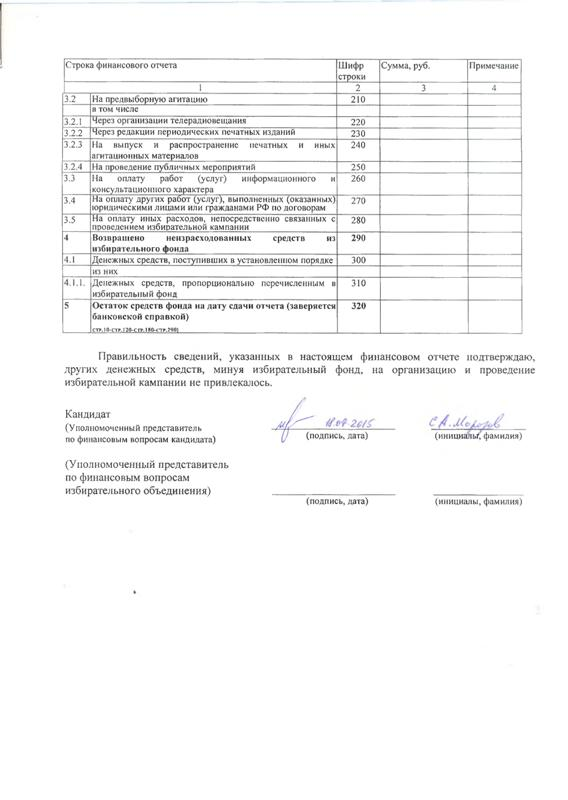 Строка финансового отчета Шифр строки Сумма, руб. Примечание
1 2 3 4
3.2 На предвыборную агитацию 210
в том числе
3.2.1 Через организации телерадиовещания 220
3.2.2 Через редакции периодических печатных изданий 230
3.2.3 На выпуск и распространение печатных и иных 240
агитационных материалов
3.2.4 На проведение публичных мероприятий 250
3.3 На оплату работ (услуг) информационного и 260
консультационного характера
3.4 На оплату других работ (услуг), выполненных (оказанных) 270
юридическими лицами или гражданами РФ по договорам
3.5 На оплату иных расходов, непосредственно связанных с 280
проведением избирательной кампании
4 Возвращено неизрасходованных средств из 290
избирательного фонда
4.1 Денежных средств, поступивших в установленном порядке 300
из них
4.1.1. Денежных средств, пропорционально перечисленным в 310
избирательный фонд
5 Остаток средств фонда на дату сдачи отчета (заверяется 320
банковской справкой)
стр.10-стр.120-стр.180-стр.290)
Правильность сведений, указанных в настоящем финансовом отчете подтверждаю,
других денежных средств, минуя избирательный фонд, на организацию и проведение
избирательной кампании не привлекалось.
Кандидат
(Уполномоченный представитель 18.07.2015 С.А.Морозов
по финансовым вопросам кандидата) (подпись, дата) (инициалы, фамилия)
(Уполномоченный представитель
по финансовым вопросам
избирательного объединения)
(подпись, дата) (инициалы, фамилия)